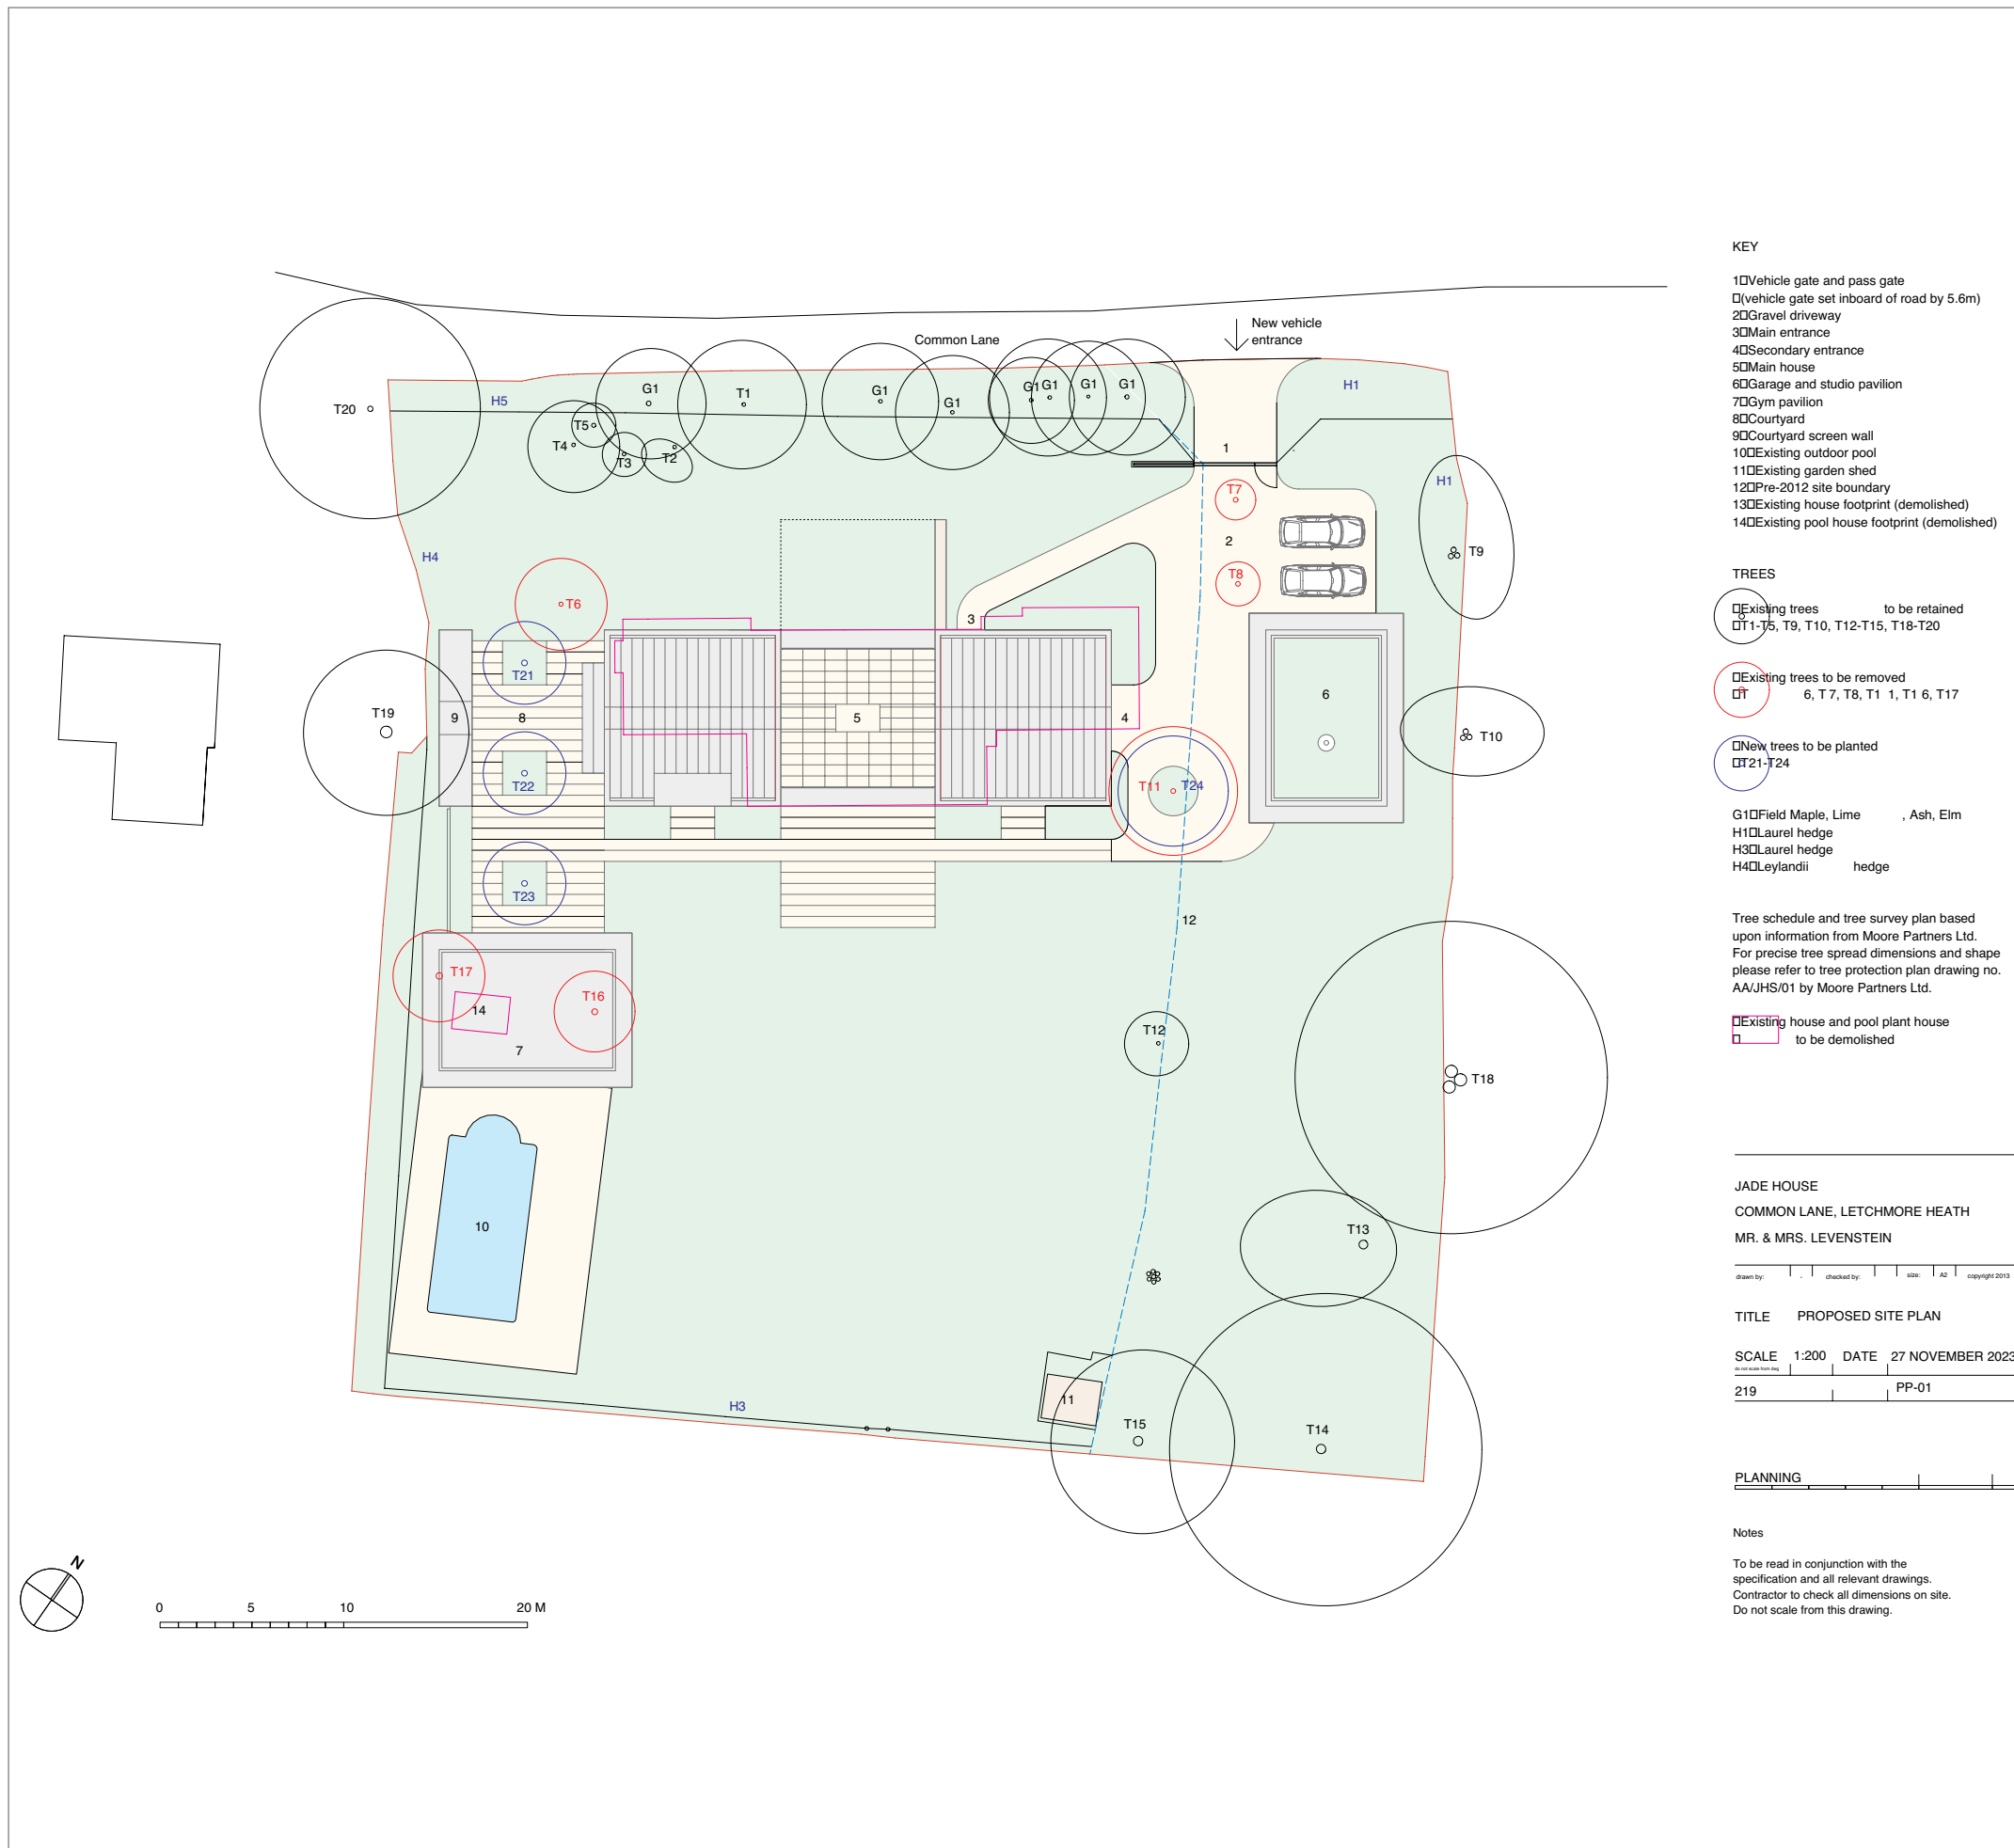 Common Lane
New vehicle
entrance
G1
T1
G1
G1
G1
G1
G1
G1
H1
T20
H5
T5
T4
T3
T2
1
H1
T7
2
T9
H4
T8
T6
3
T21
T19
9
8
5
4
6
T10
T22
T11
T24
T23
12
T17
T16
14
7
T12
T18
10
T13
11
H3
T15
T14
N
0 5 10 20 M
KEY
1 Vehicle gate and pass gate
(vehicle gate set inboard of road by 5.6m)
2 Gravel driveway
3 Main entrance
4 Secondary entrance
5 Main house
6 Garage and studio pavilion
7 Gym pavilion
8 Courtyard
9 Courtyard screen wall
10 Existing outdoor pool
11 Existing garden shed
12 Pre-2012 site boundary
13 Existing house footprint (demolished)
14 Existing pool house footprint (demolished)
TREES
Existing trees to be retained
T1-T5, T9, T10, T12-T15, T18-T20
Existing trees to be removed
T 6, T 7, T8, T1 1, T1 6, T17
New trees to be planted
T21-T24
G1 Field Maple, Lime , Ash, Elm
H1 Laurel hedge
H3 Laurel hedge
H4 Leylandii hedge
Tree schedule and tree survey plan based
upon information from Moore Partners Ltd.
For precise tree spread dimensions and shape
please refer to tree protection plan drawing no.
AA/JHS/01 by Moore Partners Ltd.
Existing house and pool plant house
to be demolished
JADE HOUSE
COMMON LANE, LETCHMORE HEATH
MR. & MRS. LEVENSTEIN
drawn by: - checked by: size: A2 copyright 2013
TITLE PROPOSED SITE PLAN
SCALE 1:200 DATE 27 NOVEMBER 2023
do not scale from dwg
219 PP-01
PLANNING
Notes
To be read in conjunction with the
specification and all relevant drawings.
Contractor to check all dimensions on site.
Do not scale from this drawing.